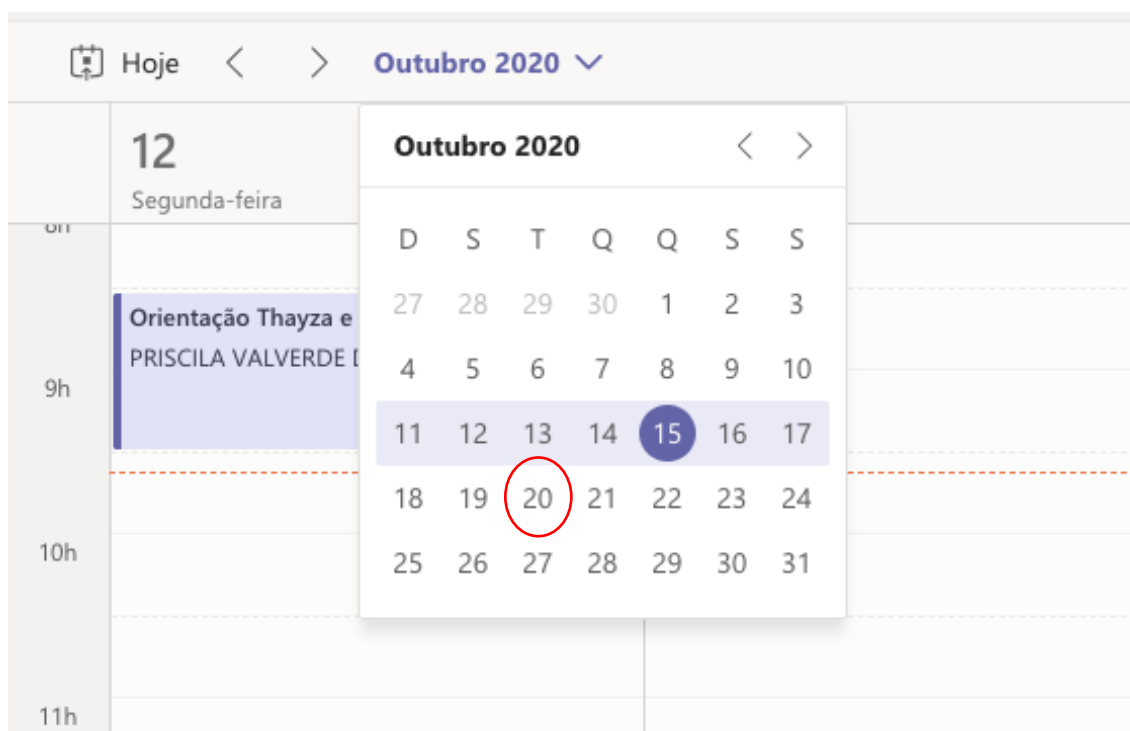 Hoje Outubro 2020
12
Segunda-feira
Outubro 2020
D S T Q Q S S
27 28 29 30 1 2 3
4 5 6 7 8 9 10
11 12 13 14 15 16 17
18 19 20 21 22 23 24
25 26 27 28 29 30 31
Orientação Thayza e
PRISCILA VALVERDE
9h
10h
11h